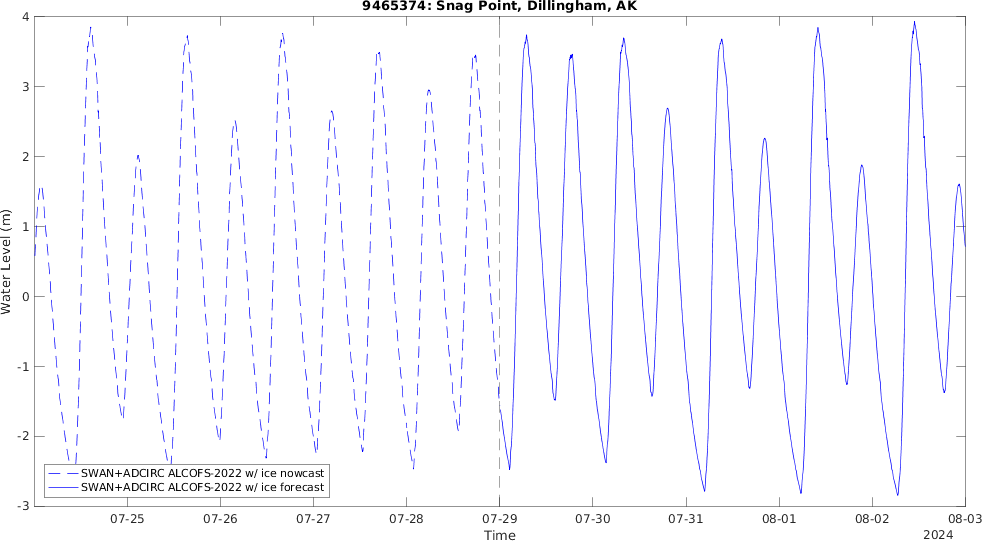 9465374: Snag Point, Dillingham, AK
4
3
2
1
0
-1
-2
-3
Water Level (m)
SWAN+ADCIRC ALCOFS-2022 w/ ice nowcast
SWAN+ADCIRC ALCOFS-2022 w/ ice forecast
07-25 07-26 07-27 07-28 07-29 07-30 07-31 08-01 08-02 08-03
Time
2024